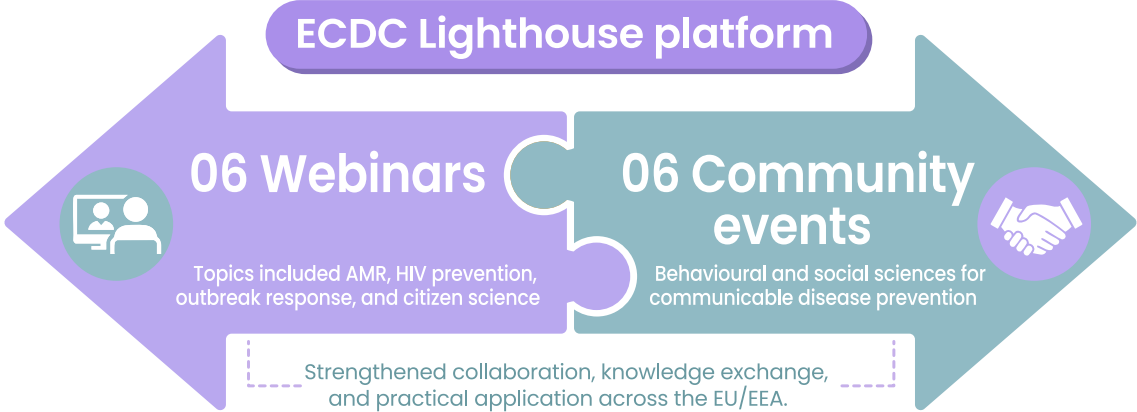 ECDC Lighthouse platform
06 Webinars
Topics included AMR, HIV prevention,
outbreak response, and citizen science
06 Community
events
Behavioural and social sciences for
communicable disease prevention
Strengthened collaboration, knowledge exchange,
and practical application across the EU/EEA.